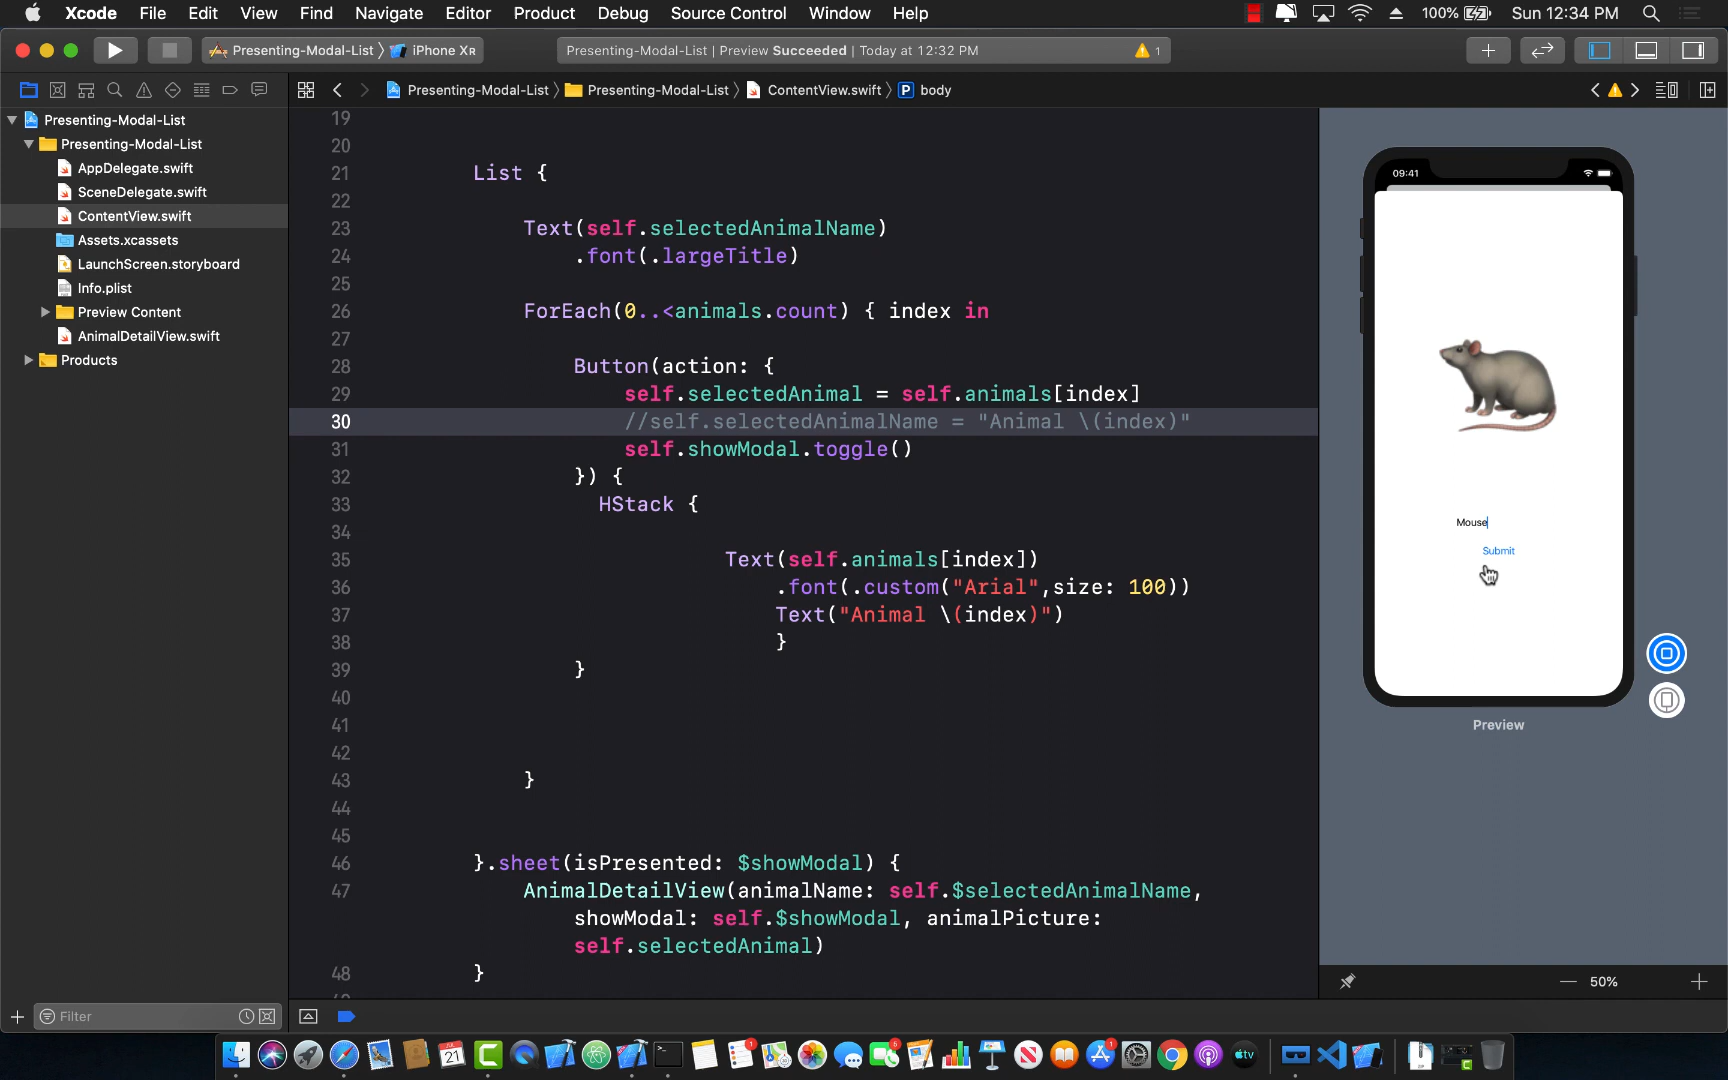 Xcode File Edit View Find Navigate Editor Product Debug Source Control Window Help 100% Sun 12:34 PM
Presenting-Modal-List iPhone XR Presenting-Modal-List | Preview Succeeded | Today at 12:32 PM 1
Presenting-Modal-List Presenting-Modal-List ContentView.swift P body
Presenting-Modal-List
Presenting-Modal-List
AppDelegate.swift
SceneDelegate.swift
ContentView.swift
Assets.xcassets
LaunchScreen.storyboard
Info.plist
Preview Content
AnimalDetailView.swift
Products
Filter
19
20
21 List {
22
23 Text(self.selectedAnimalName)
24 .font(.largeTitle)
25
26 ForEach(0..<animals.count) { index in
27
28 Button(action: {
29 self.selectedAnimal = self.animals[index]
30 //self.selectedAnimalName = "Animal \(index)"
31 self.showModal.toggle()
32 }) {
33 HStack {
34
35 Text(self.animals[index])
36 .font(.custom("Arial",size: 100))
37 Text("Animal \(index)")
38 }
39 }
40
41
42
43 }
44
45
46 }.sheet(isPresented: $showModal) {
47 AnimalDetailView(animalName: self.$selectedAnimalName,
showModal: self.$showModal, animalPicture:
self.selectedAnimal)
48 }
09:41
Mouse
Submit
Preview
50%
JUL
21
1
5
1
tv